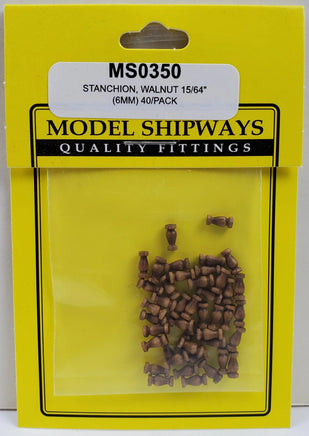 MS0350
STANCHION, WALNUT 15/64"
(6MM) 40/PACK
MODEL SHIPWAYS
QUALITY FITTINGS